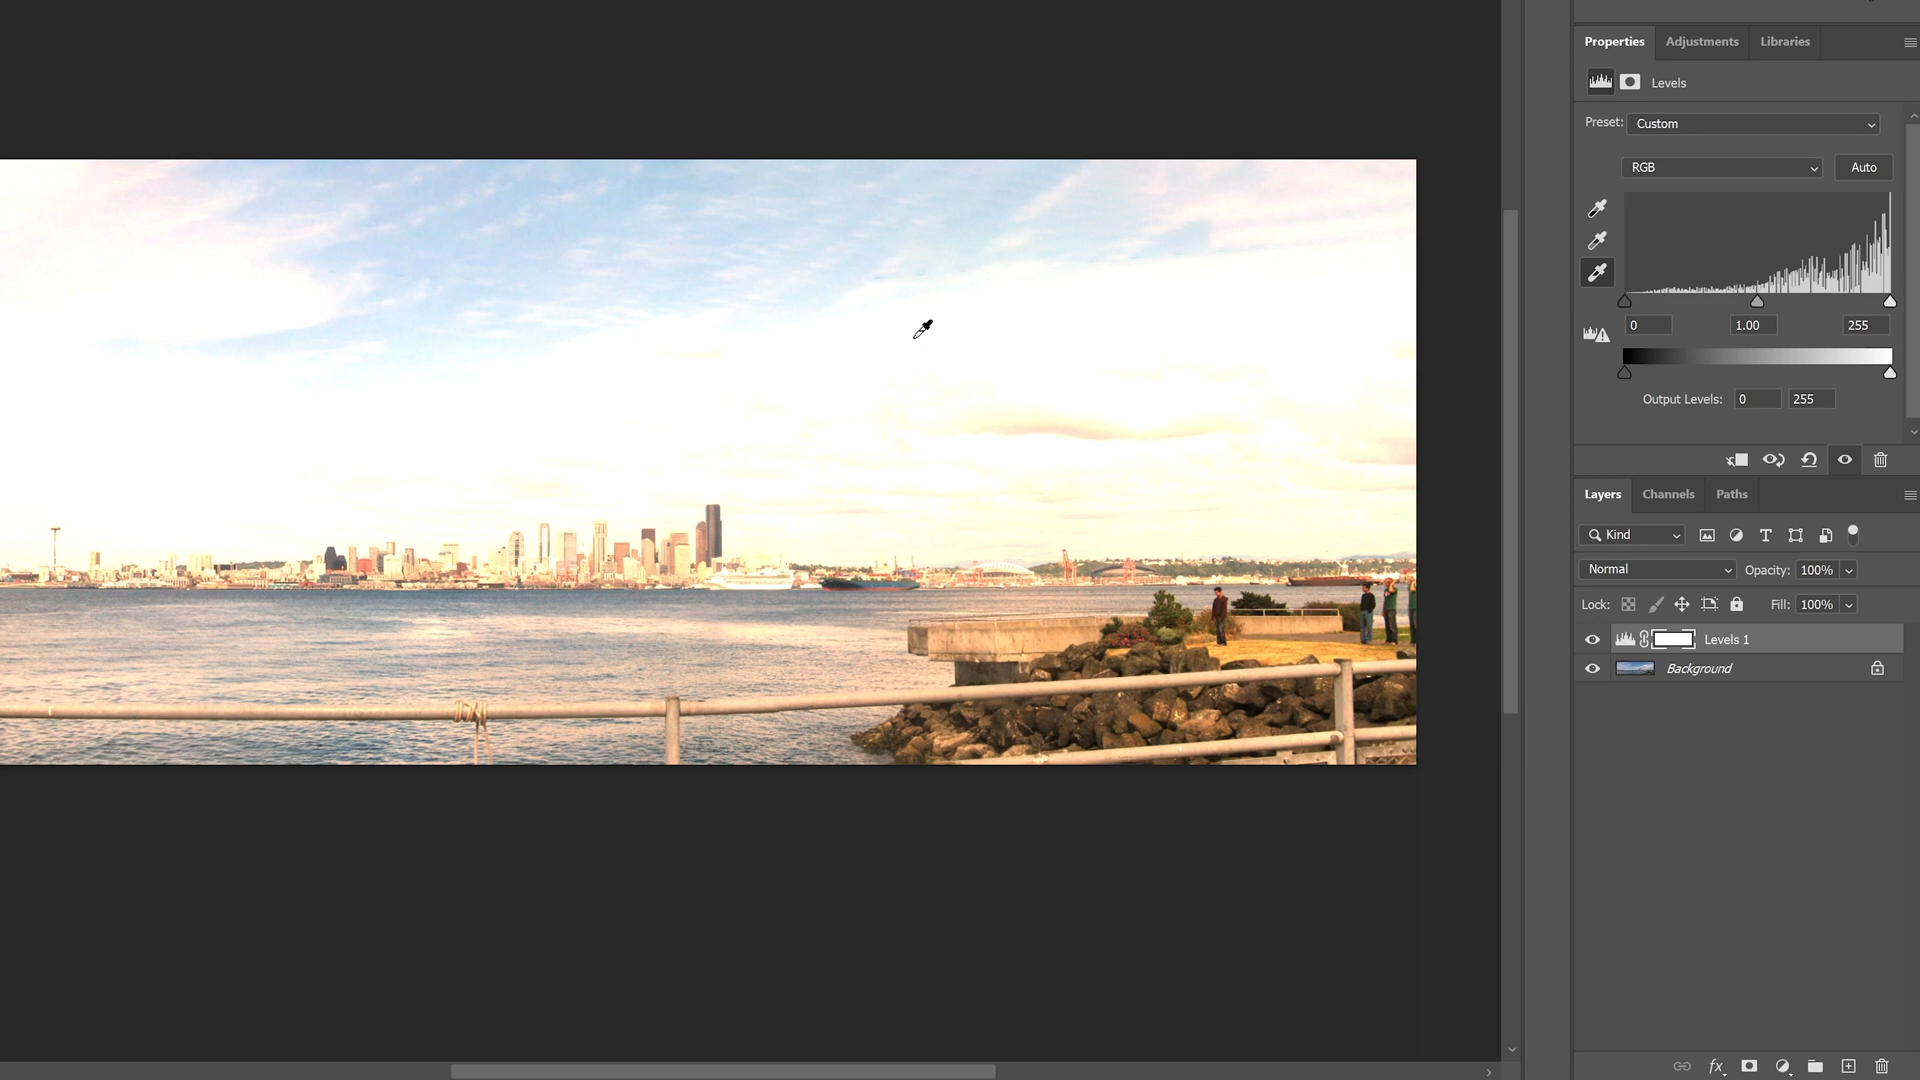 Properties Adjustments Libraries
Levels
Preset: Custom
RGB Auto
0 1.00 255
Output Levels: 0 255
Layers Channels Paths
Kind T
Normal Opacity: 100%
Lock: Fill: 100%
Levels 1
Background
fx